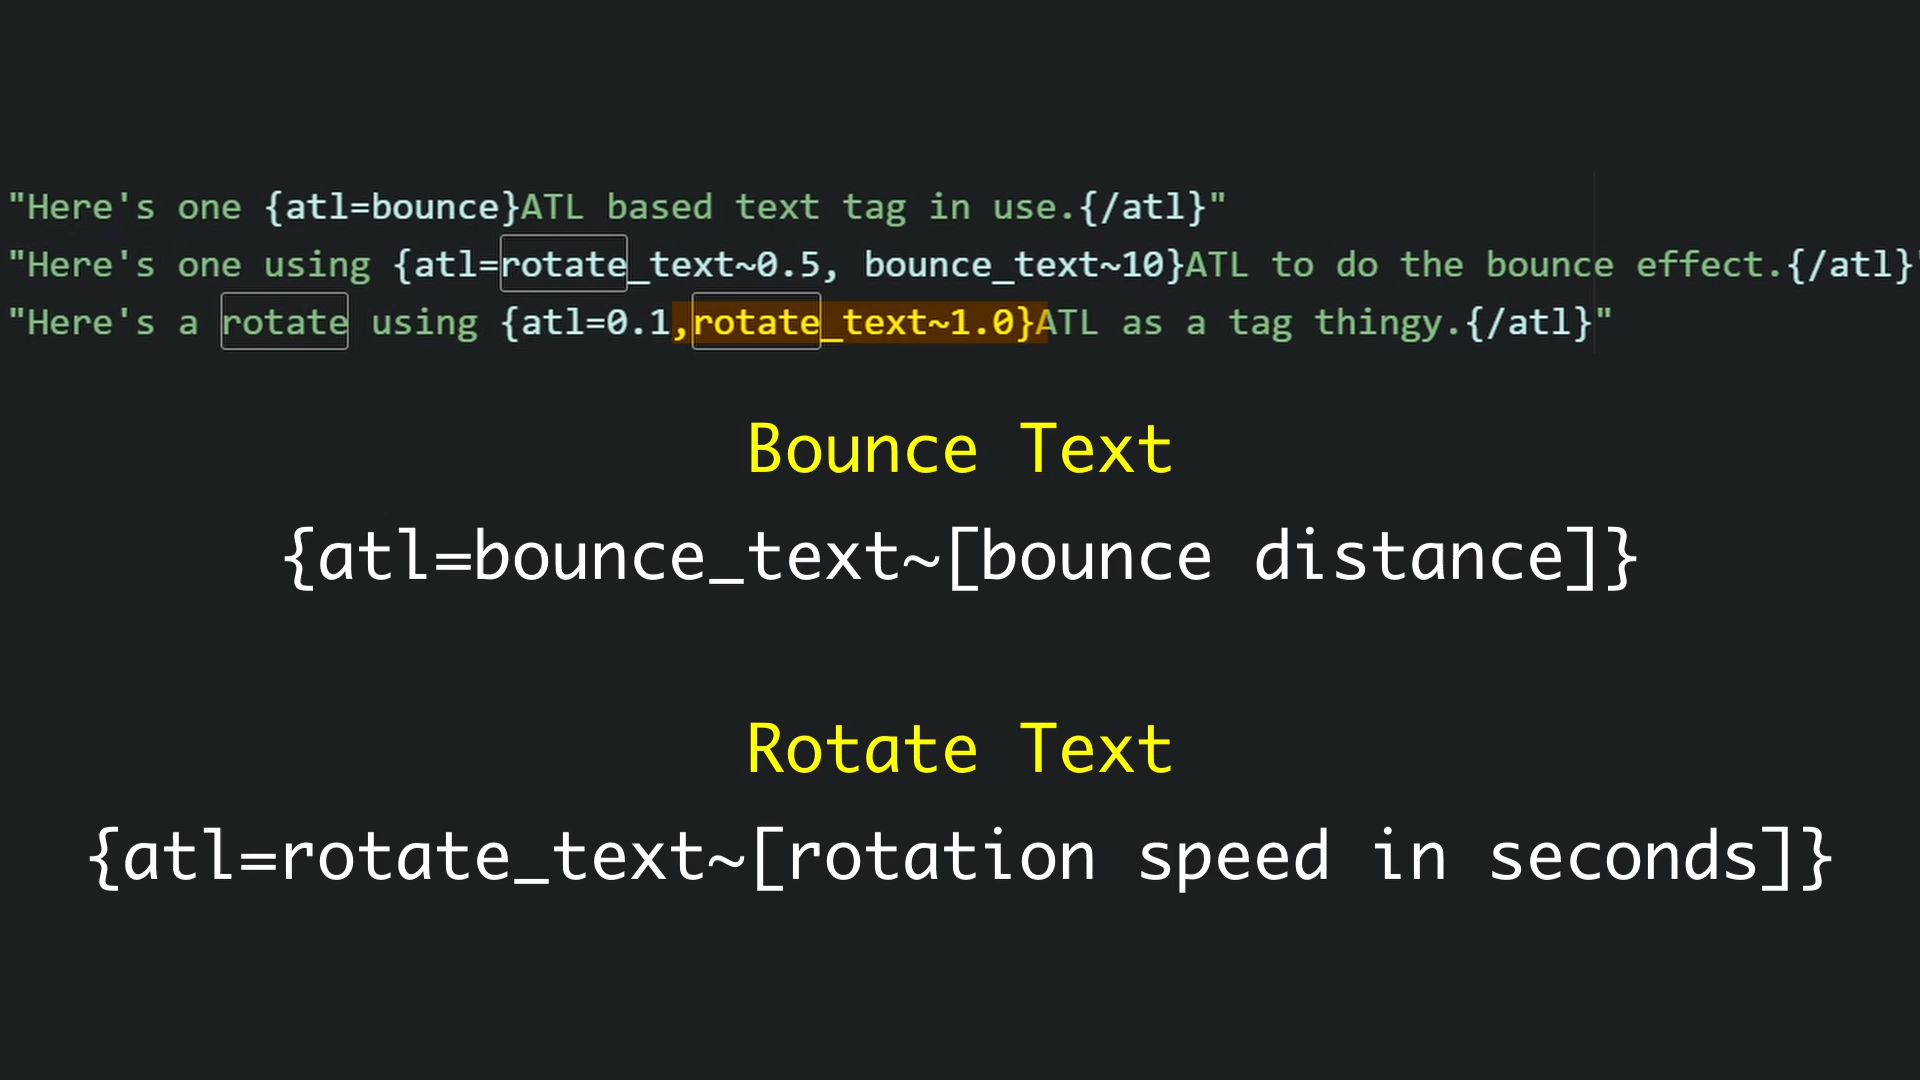 "Here's one {atl=bounce}ATL based text tag in use.{/atl}"
"Here's one using {atl=rotate_text~0.5, bounce_text~10}ATL to do the bounce effect.{/atl}"
"Here's a rotate using {atl=0.1,rotate_text~1.0}ATL as a tag thingy.{/atl}"
Bounce Text
{atl=bounce_text~[bounce distance]}
Rotate Text
{atl=rotate_text~[rotation speed in seconds]}